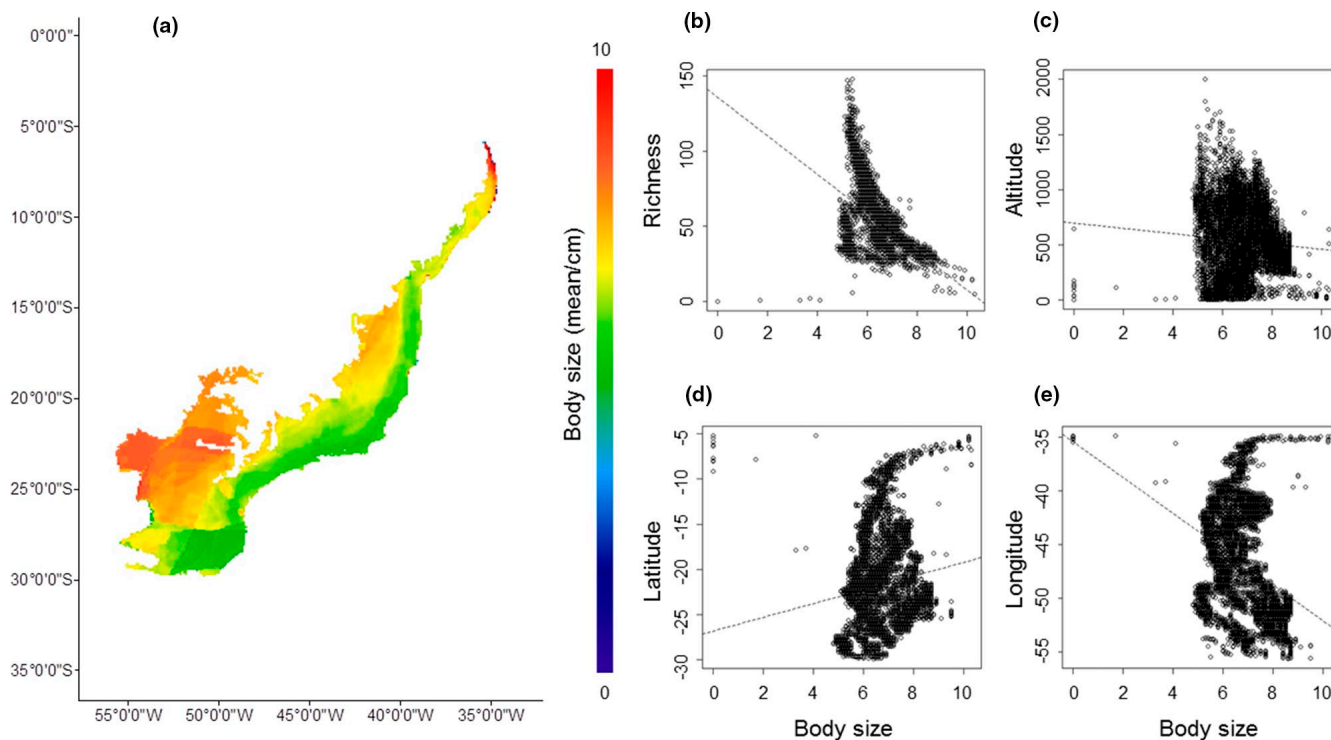 (a)
0°0'0"
5°0'0"S
10°0'0"S
15°0'0"S
20°0'0"S
25°0'0"S
30°0'0"S
35°0'0"S
55°0'0"W 50°0'0"W 45°0'0"W 40°0'0"W 35°0'0"W
10
Body size (mean/cm)
0
(b)
Richness
150
100
50
0
0 2 4 6 8 10
(c)
Altitude
2000
1500
1000
500
0
0 2 4 6 8 10
(d)
Latitude
-5
-10
-15
-20
-25
-30
0 2 4 6 8 10
Body size
(e)
Longitude
-35
-40
-45
-50
-55
0 2 4 6 8 10
Body size